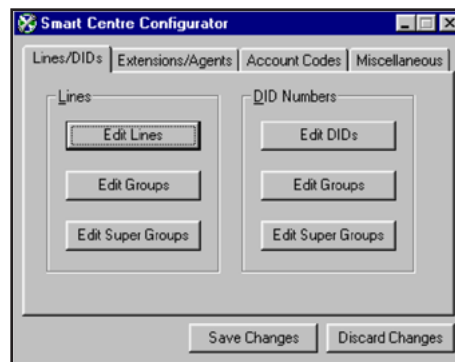 Smart Centre Configurator
Lines/DIDs Extensions/Agents Account Codes Miscellaneous
Lines
Edit Lines
Edit Groups
Edit Super Groups
DID Numbers
Edit DIDs
Edit Groups
Edit Super Groups
Save Changes Discard Changes